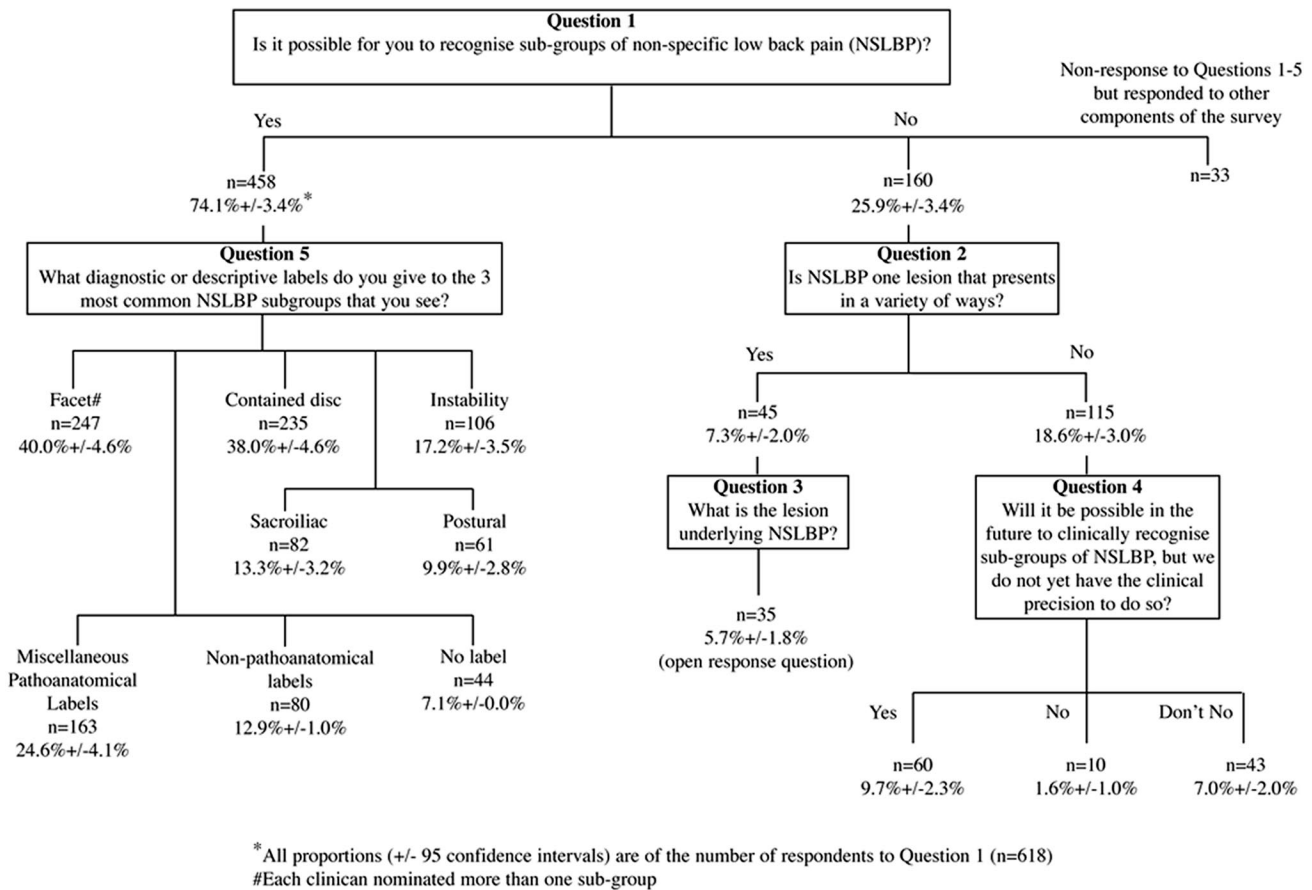 Question 1
Is it possible for you to recognise sub-groups of non-specific low back pain (NSLBP)?
Non-response to Questions 1-5
but responded to other
components of the survey
Yes
No
n=458
74.1%+/-3.4%*
n=160
25.9%+/-3.4%
n=33
Question 5
What diagnostic or descriptive labels do you give to the 3
most common NSLBP subgroups that you see?
Question 2
Is NSLBP one lesion that presents
in a variety of ways?
Yes
No
Facet#
n=247
40.0%+/-4.6%
Contained disc
n=235
38.0%+/-4.6%
Instability
n=106
17.2%+/-3.5%
n=45
7.3%+/-2.0%
n=115
18.6%+/-3.0%
Sacroiliac
n=82
13.3%+/-3.2%
Postural
n=61
9.9%+/-2.8%
Question 3
What is the lesion
underlying NSLBP?
Question 4
Will it be possible in the
future to clinically recognise
sub-groups of NSLBP, but we
do not yet have the clinical
precision to do so?
n=35
5.7%+/-1.8%
(open response question)
Miscellaneous
Pathoanatomical
Labels
n=163
24.6%+/-4.1%
Non-pathoanatomical
labels
n=80
12.9%+/-1.0%
No label
n=44
7.1%+/-0.0%
Yes
No
Don't No
n=60
9.7%+/-2.3%
n=10
1.6%+/-1.0%
n=43
7.0%+/-2.0%
*All proportions (+/- 95 confidence intervals) are of the number of respondents to Question 1 (n=618)
#Each clinican nominated more than one sub-group